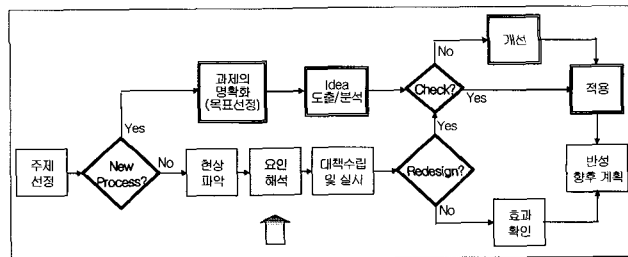 No
개선
과제의
명확화
(목표선정)
Idea
도출/분석
Check?
Yes
적용
Yes
Yes
주제
선정
New
Process?
No
현상
파악
요인
해석
대책수립
및 실시
Redesign?
반성
향후 계획
No
효과
확인